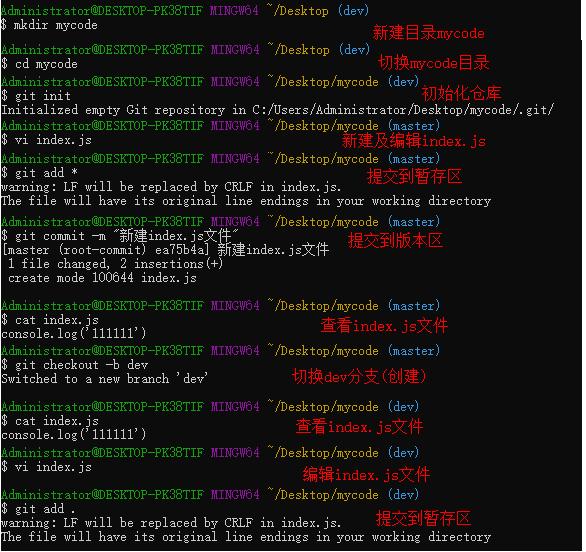 Administrator@DESKTOP-PK38TIF MINGW64 ~/Desktop (dev)
$ mkdir mycode
新建目录mycode
Administrator@DESKTOP-PK38TIF MINGW64 ~/Desktop (dev)
$ cd mycode
切换mycode目录
Administrator@DESKTOP-PK38TIF MINGW64 ~/Desktop/mycode (dev)
$ git init
初始化仓库
Initialized empty Git repository in C:/Users/Administrator/Desktop/mycode/.git/
Administrator@DESKTOP-PK38TIF MINGW64 ~/Desktop/mycode (master)
$ vi index.js
新建及编辑index.js
Administrator@DESKTOP-PK38TIF MINGW64 ~/Desktop/mycode (master)
$ git add *
提交到暂存区
warning: LF will be replaced by CRLF in index.js.
The file will have its original line endings in your working directory
Administrator@DESKTOP-PK38TIF MINGW64 ~/Desktop/mycode (master)
$ git commit -m "新建index.js文件"
提交到版本区
[master (root-commit) ea75b4a] 新建index.js文件
1 file changed, 2 insertions(+)
create mode 100644 index.js
Administrator@DESKTOP-PK38TIF MINGW64 ~/Desktop/mycode (master)
$ cat index.js
查看index.js文件
console.log('111111')
Administrator@DESKTOP-PK38TIF MINGW64 ~/Desktop/mycode (master)
$ git checkout -b dev
切换dev分支(创建)
Switched to a new branch 'dev'
Administrator@DESKTOP-PK38TIF MINGW64 ~/Desktop/mycode (dev)
$ cat index.js
查看index.js文件
console.log('111111')
Administrator@DESKTOP-PK38TIF MINGW64 ~/Desktop/mycode (dev)
$ vi index.js
编辑index.js文件
Administrator@DESKTOP-PK38TIF MINGW64 ~/Desktop/mycode (dev)
$ git add .
提交到暂存区
warning: LF will be replaced by CRLF in index.js.
The file will have its original line endings in your working directory